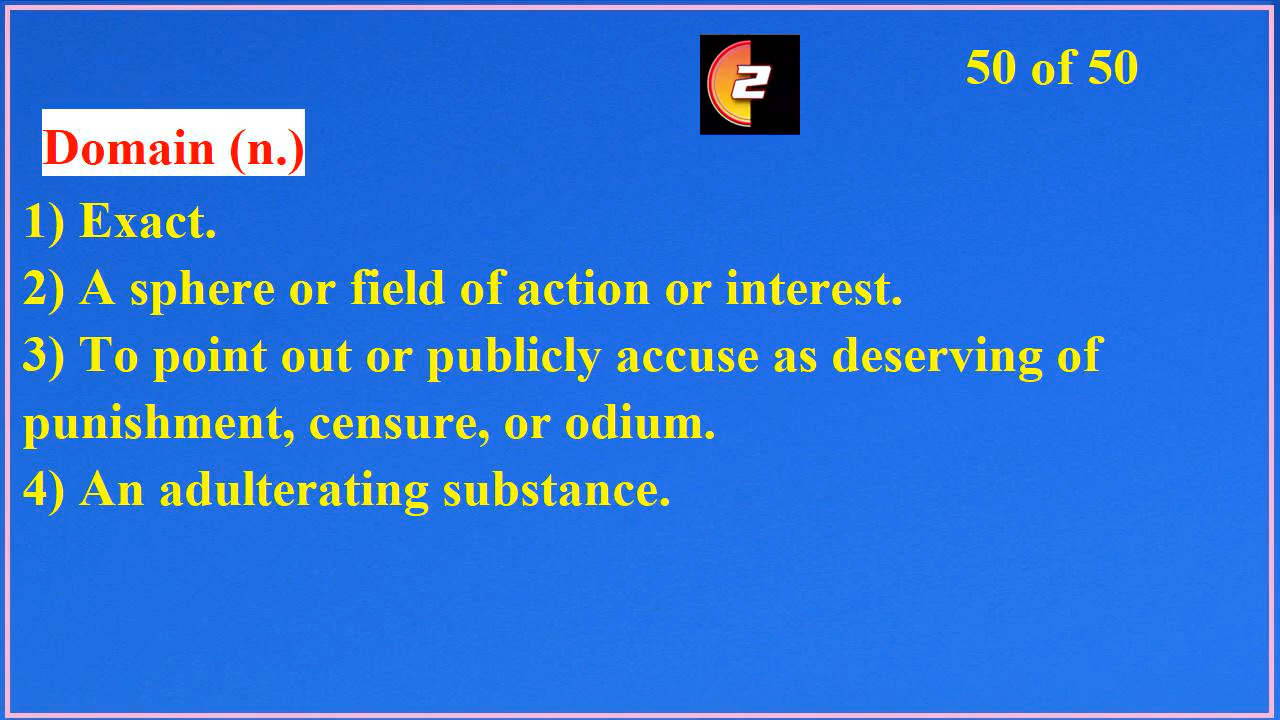 2
50 of 50
Domain (n.)
1) Exact.
2) A sphere or field of action or interest.
3) To point out or publicly accuse as deserving of
punishment, censure, or odium.
4) An adulterating substance.